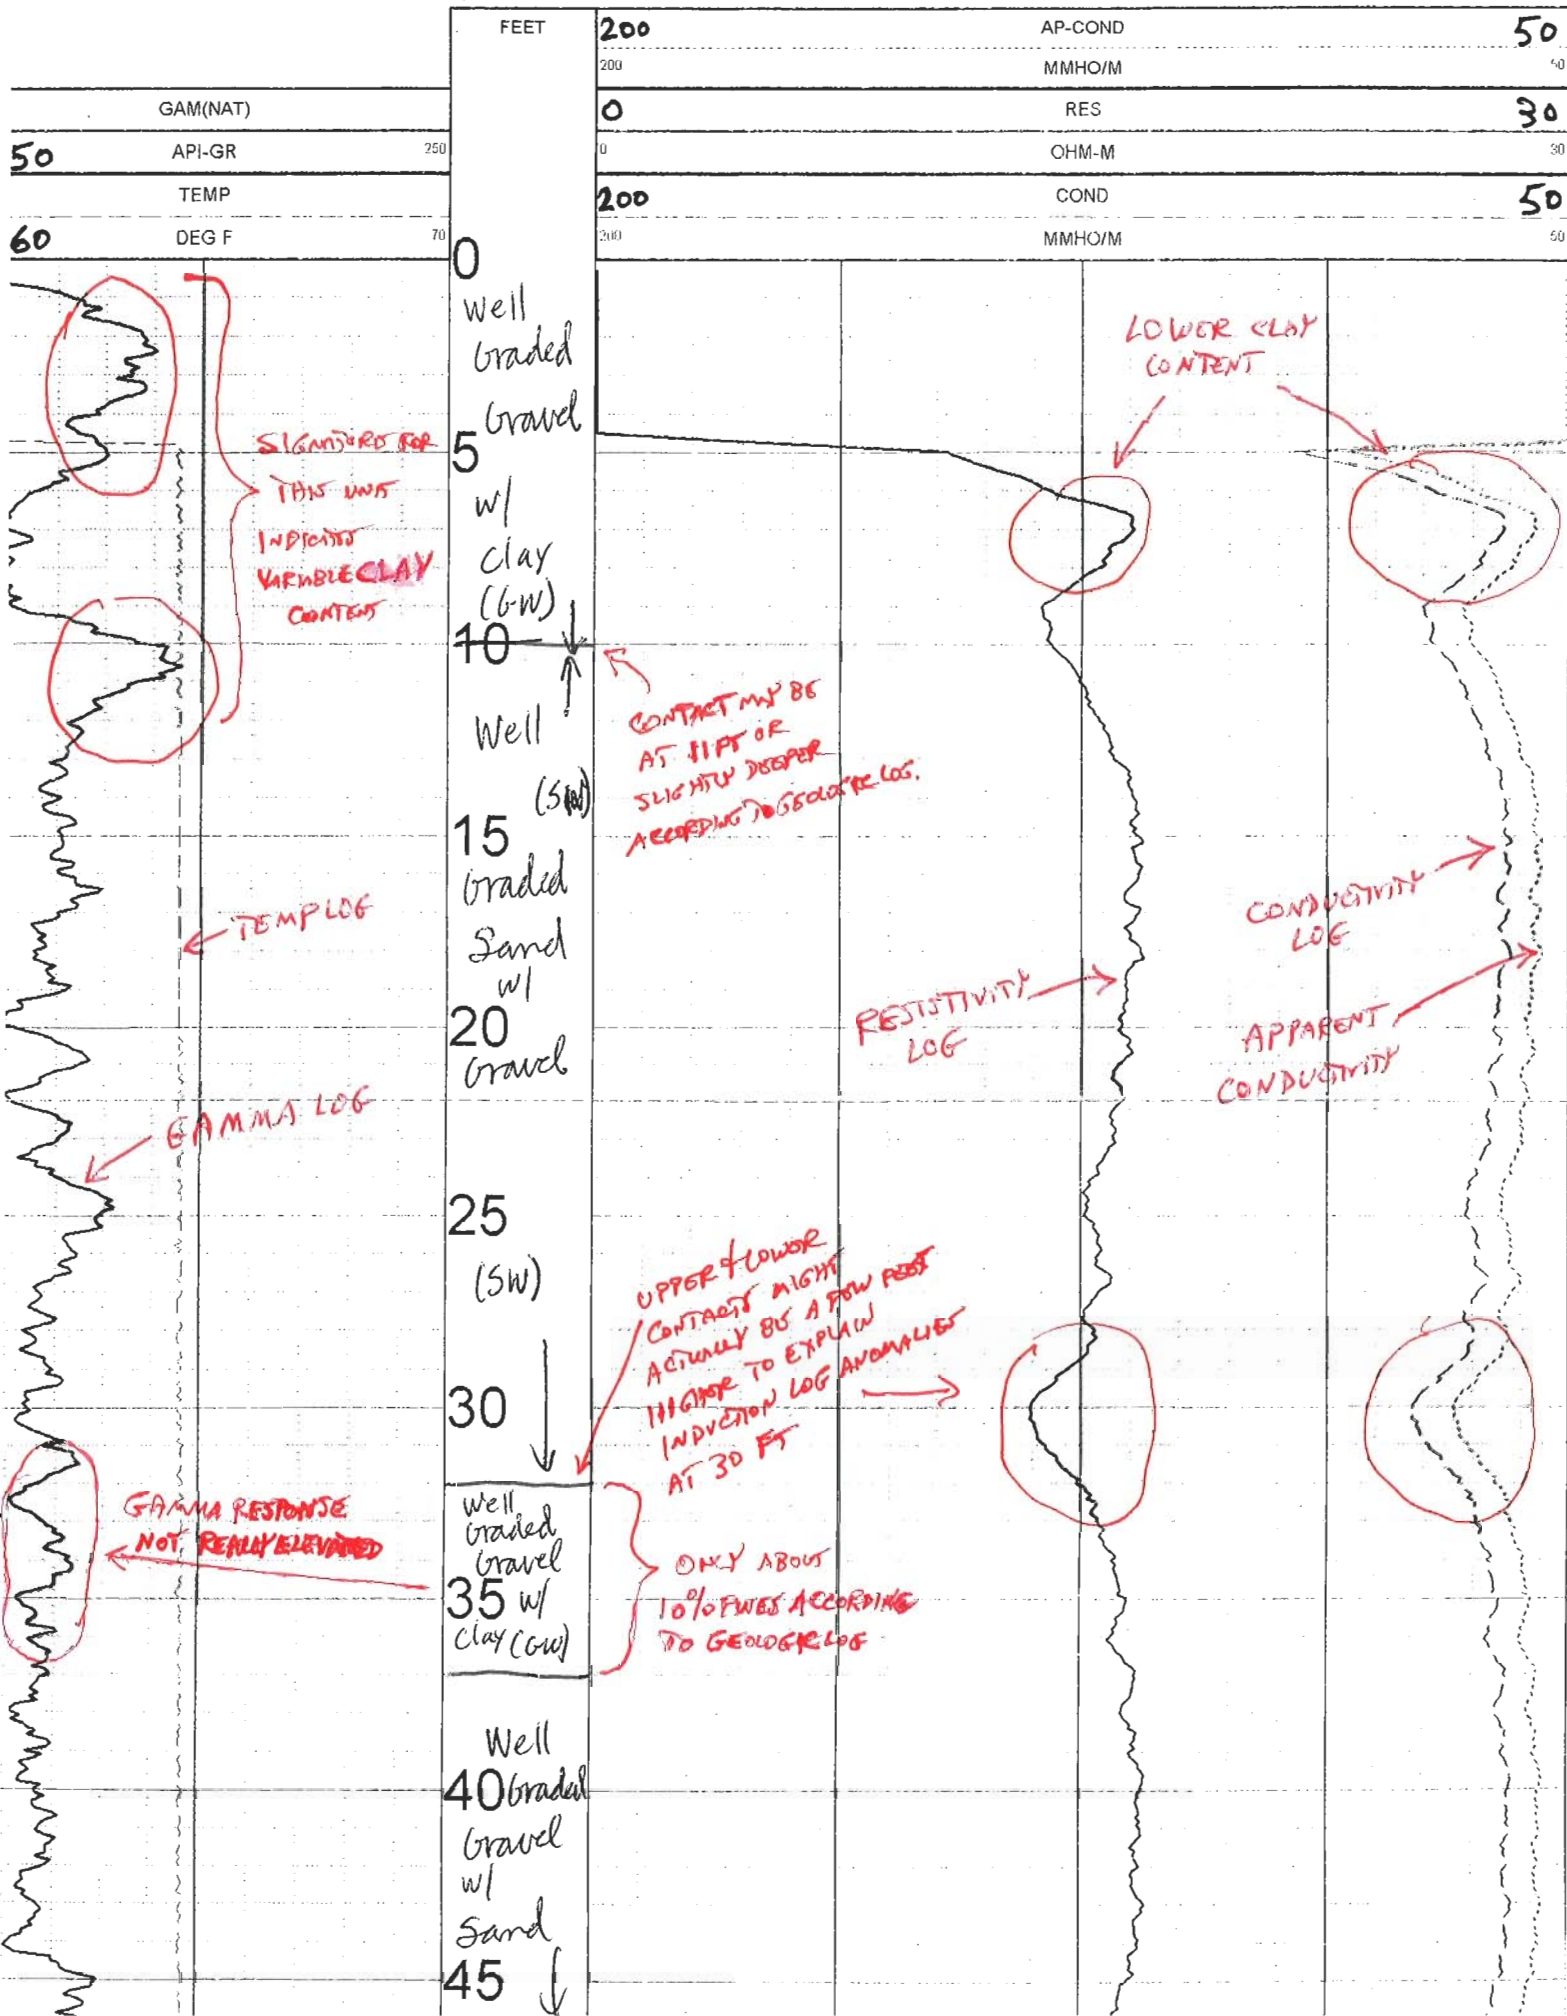 FEET
200 AP-COND 50
200 MMHO/M 50
GAM(NAT)
0 RES 30
50 API-GR 250
0 OHM-M 30
TEMP
200 COND 50
60 DEG F 70
200 MMHO/M 50
0
Well
Graded
Gravel
5
w/
Clay
(GW)
10
Well
(SW)
15
Graded
Sand
w/
20
Gravel
25
(SW)
30
Well
Graded
Gravel
35 w/
Clay (GW)
Well
40 Graded
Gravel
w/
Sand
45
SIGNATURE FOR
THIS UNIT
INDICATES
VARIABLE CLAY
CONTENT
LOWER CLAY
CONTENT
CONTACT MAY BE
AT 11 FT OR
SLIGHTLY DEEPER
ACCORDING TO GEOLOGIC LOG.
TEMP LOG
CONDUCTIVITY
LOG
RESISTIVITY
LOG
APPARENT
CONDUCTIVITY
GAMMA LOG
UPPER & LOWER
CONTACTS MIGHT
ACTUALLY BE A FEW FEET
HIGHER TO EXPLAIN
INDUCTION LOG ANOMALIES
AT 30 FT
GAMMA RESPONSE
NOT REALLY ELEVATED
ONLY ABOUT
10% FINES ACCORDING
TO GEOLOGIC LOG